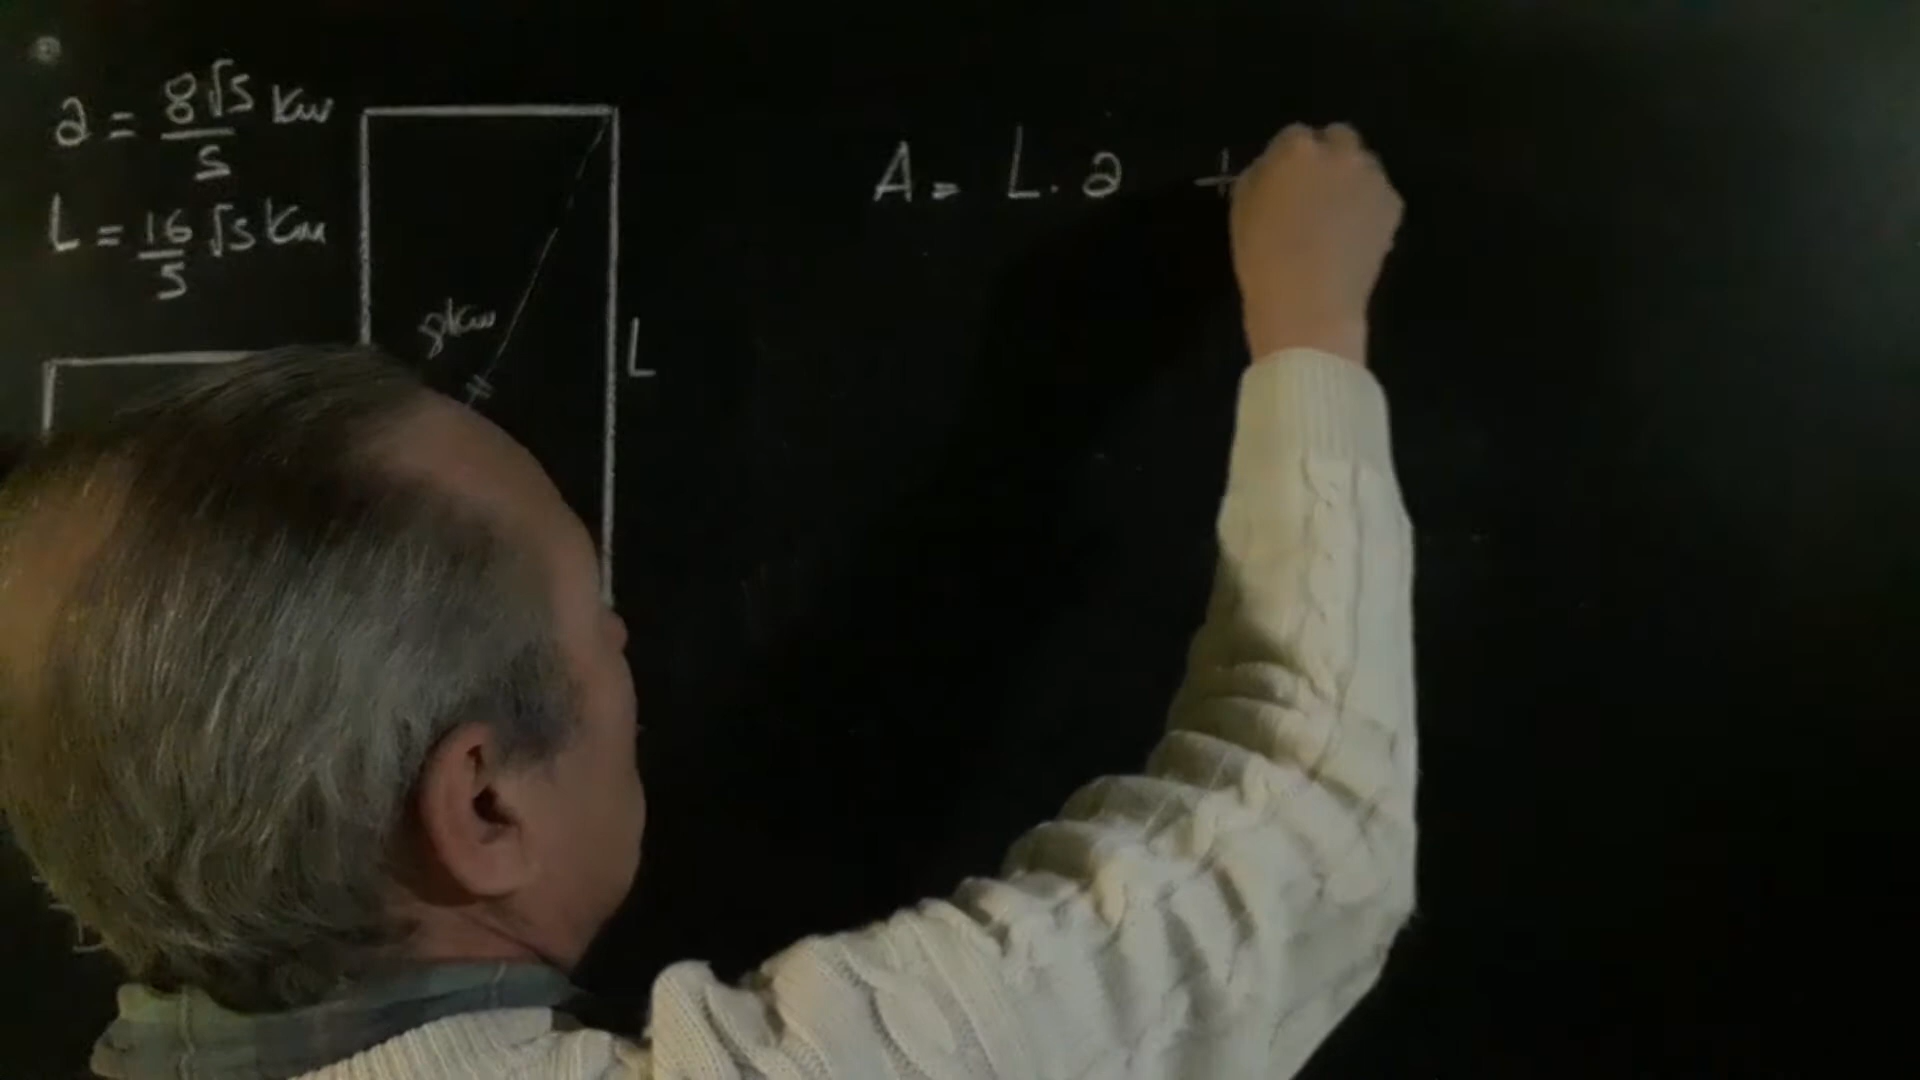 a = 8√5/5 km
L = 16/5 √5 km
8km
L
A = L . a +